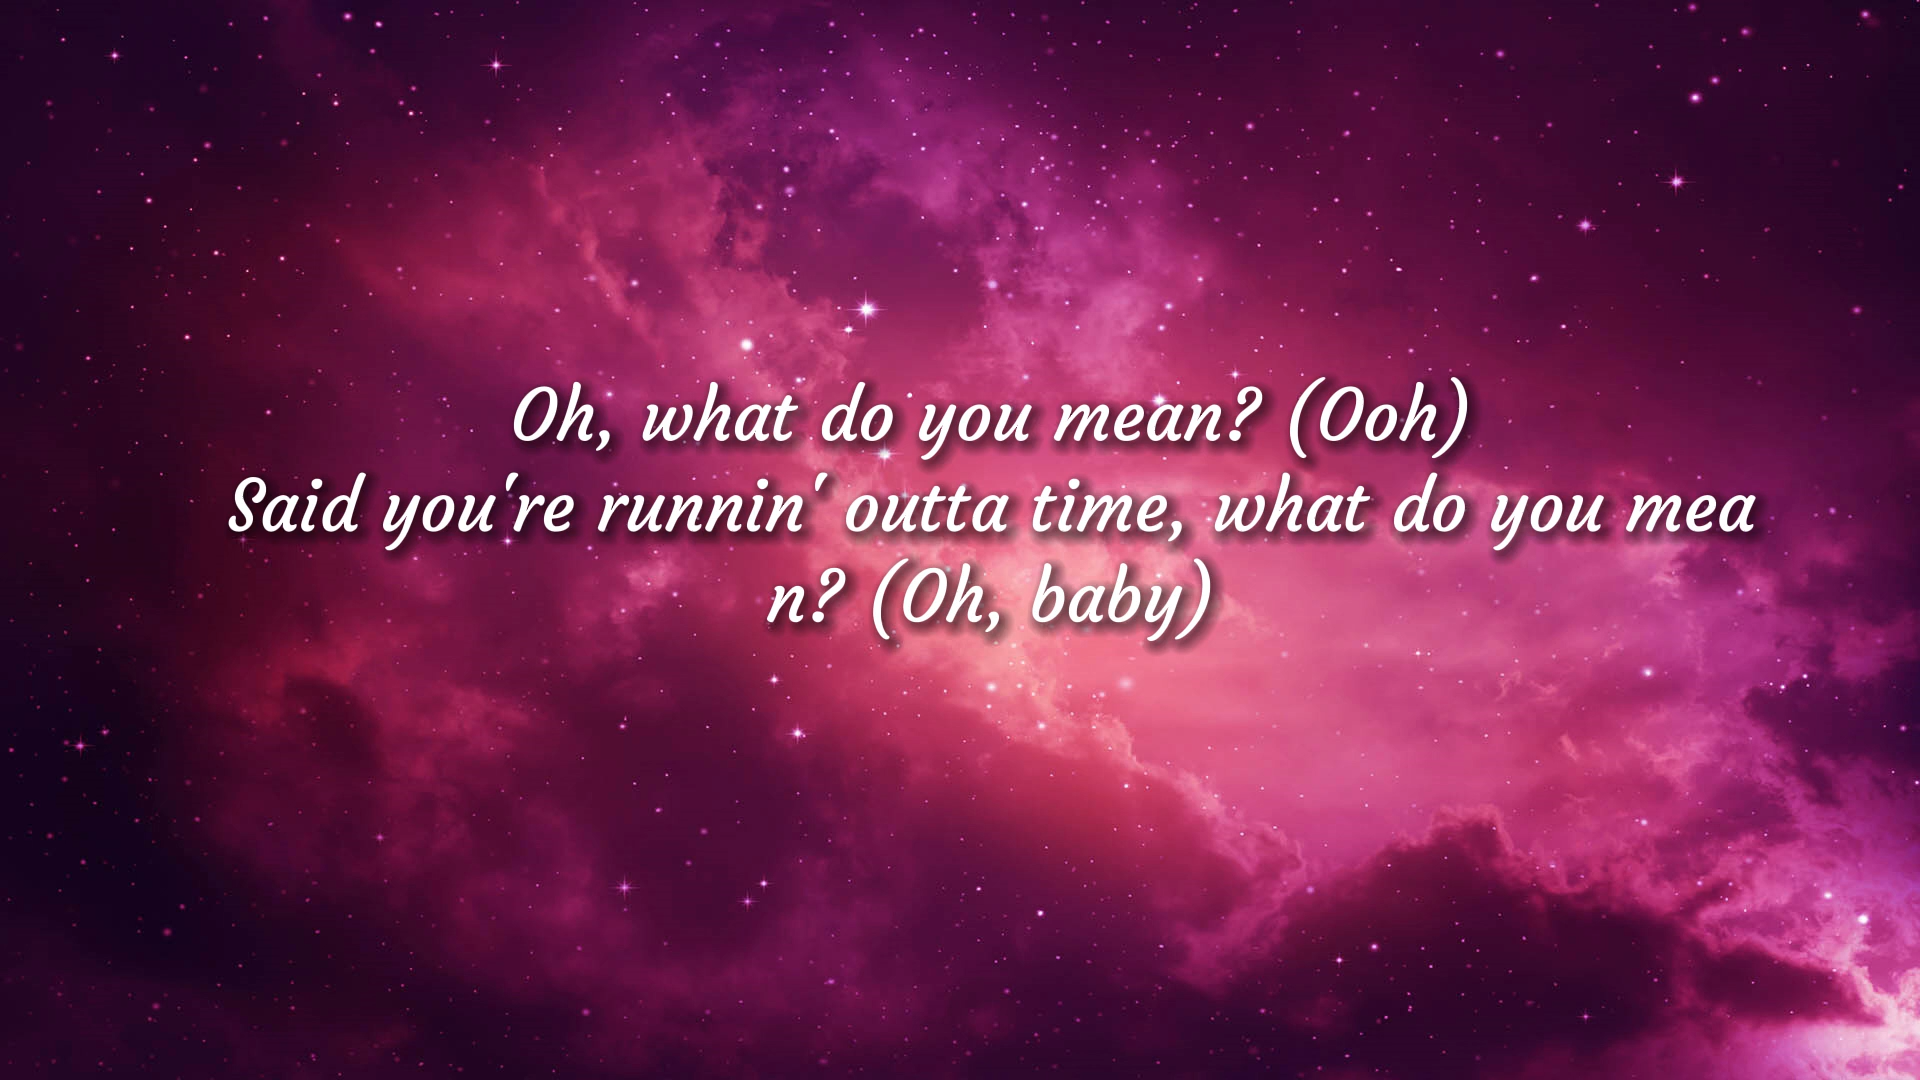 Oh, what do you mean? (Ooh)
Said you're runnin' outta time, what do you mea
n? (Oh, baby)